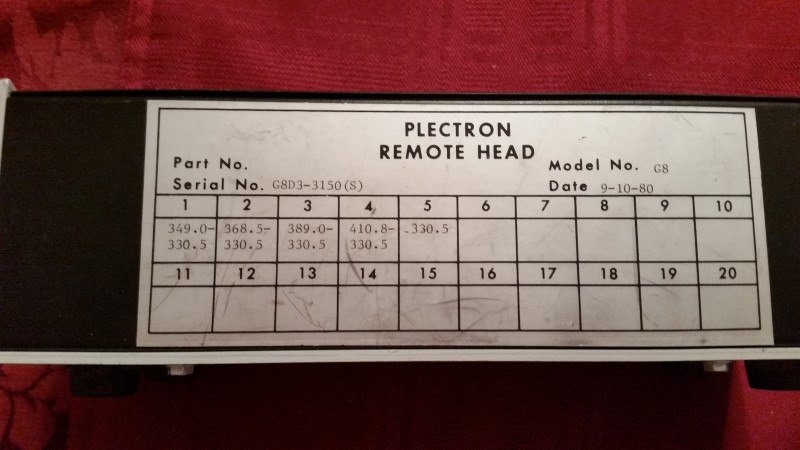 PLECTRON
REMOTE HEAD
Part No.
Model No. G8
Serial No. G8D3-3150(S)
Date 9-10-80
1 2 3 4 5 6 7 8 9 10
349.0- 368.5- 389.0- 410.8- -330.5
330.5 330.5 330.5 330.5
11 12 13 14 15 16 17 18 19 20